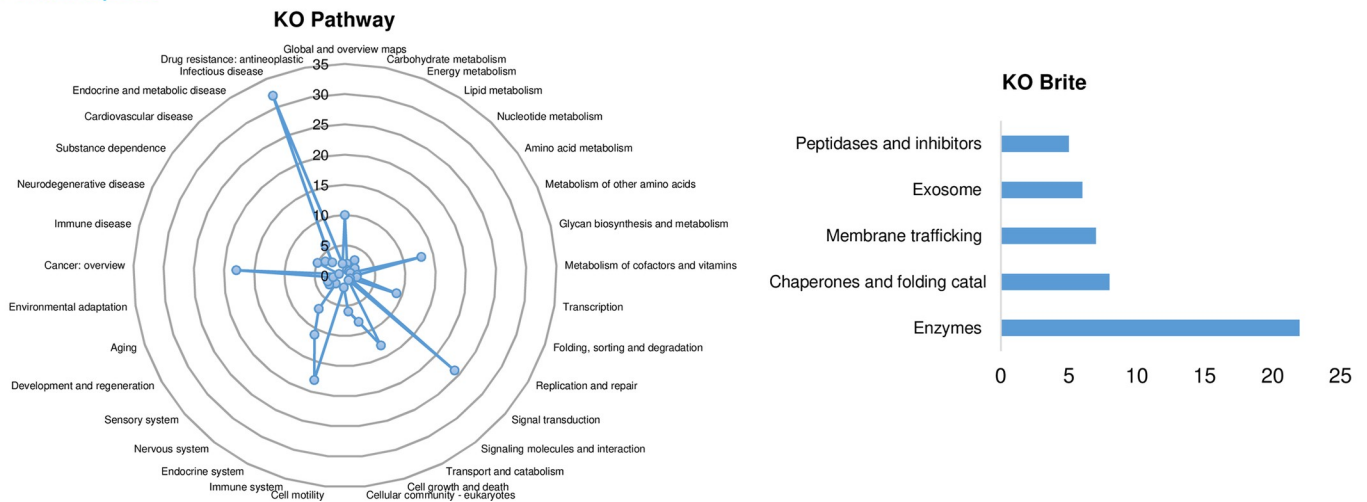 KO Pathway
Global and overview maps
Drug resistance: antineoplastic
Carbohydrate metabolism
Infectious disease
Energy metabolism
Endocrine and metabolic disease
Lipid metabolism
Cardiovascular disease
Nucleotide metabolism
Substance dependence
Amino acid metabolism
Neurodegenerative disease
Metabolism of other amino acids
Immune disease
Glycan biosynthesis and metabolism
Cancer: overview
Metabolism of cofactors and vitamins
Environmental adaptation
Transcription
Aging
Folding, sorting and degradation
Development and regeneration
Replication and repair
Sensory system
Signal transduction
Nervous system
Signaling molecules and interaction
Endocrine system
Transport and catabolism
Immune system
Cell growth and death
Cell motility
Cellular community - eukaryotes
35
30
25
20
15
10
5
0
KO Brite
Peptidases and inhibitors
Exosome
Membrane trafficking
Chaperones and folding catal
Enzymes
0 5 10 15 20 25